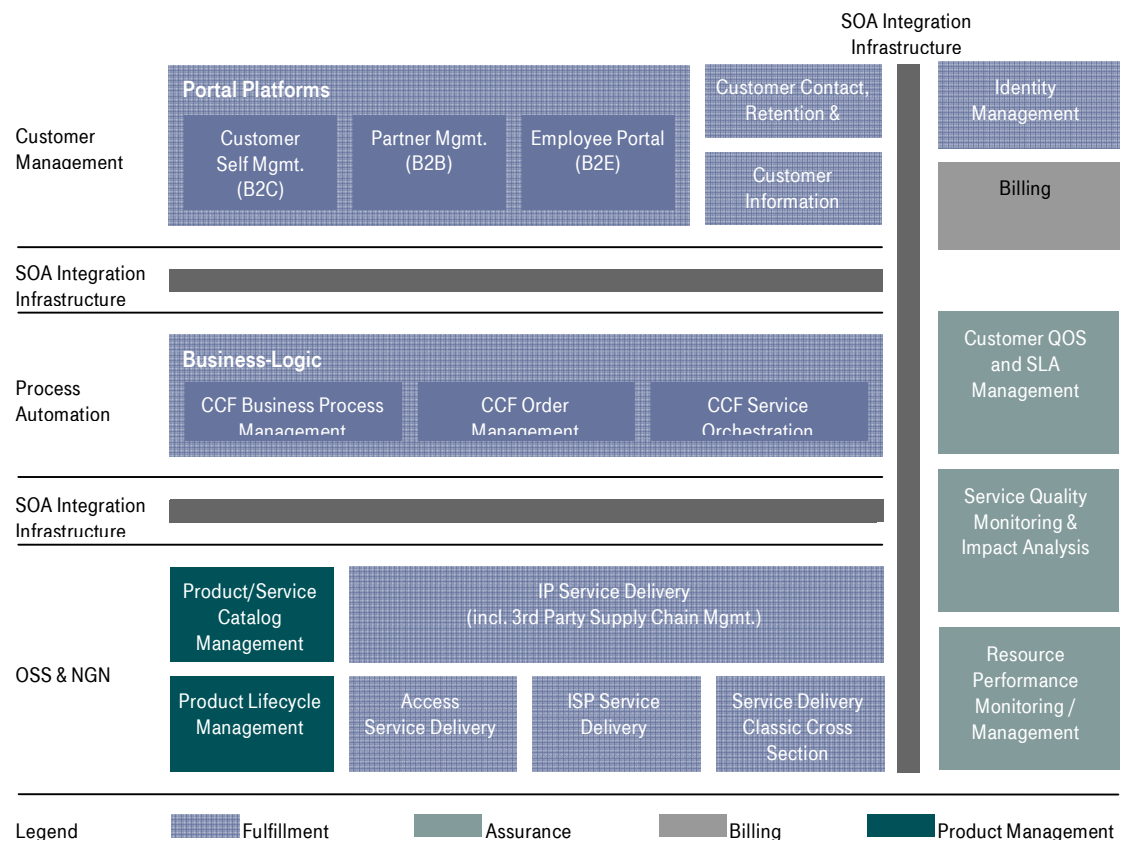 SOA Integration
Infrastructure
Customer
Management
Portal Platforms
Customer
Self Mgmt.
(B2C)
Partner Mgmt.
(B2B)
Employee Portal
(B2E)
Customer Contact,
Retention &
Customer
Information
Identity
Management
Billing
SOA Integration
Infrastructure
Process
Automation
Business-Logic
CCF Business Process
Management
CCF Order
Management
CCF Service
Orchestration
Customer QOS
and SLA
Management
SOA Integration
Infrastructure
Service Quality
Monitoring &
Impact Analysis
OSS & NGN
Product/Service
Catalog
Management
IP Service Delivery
(incl. 3rd Party Supply Chain Mgmt.)
Product Lifecycle
Management
Access
Service Delivery
ISP Service
Delivery
Service Delivery
Classic Cross
Section
Resource
Performance
Monitoring /
Management
Legend
Fulfillment
Assurance
Billing
Product Management